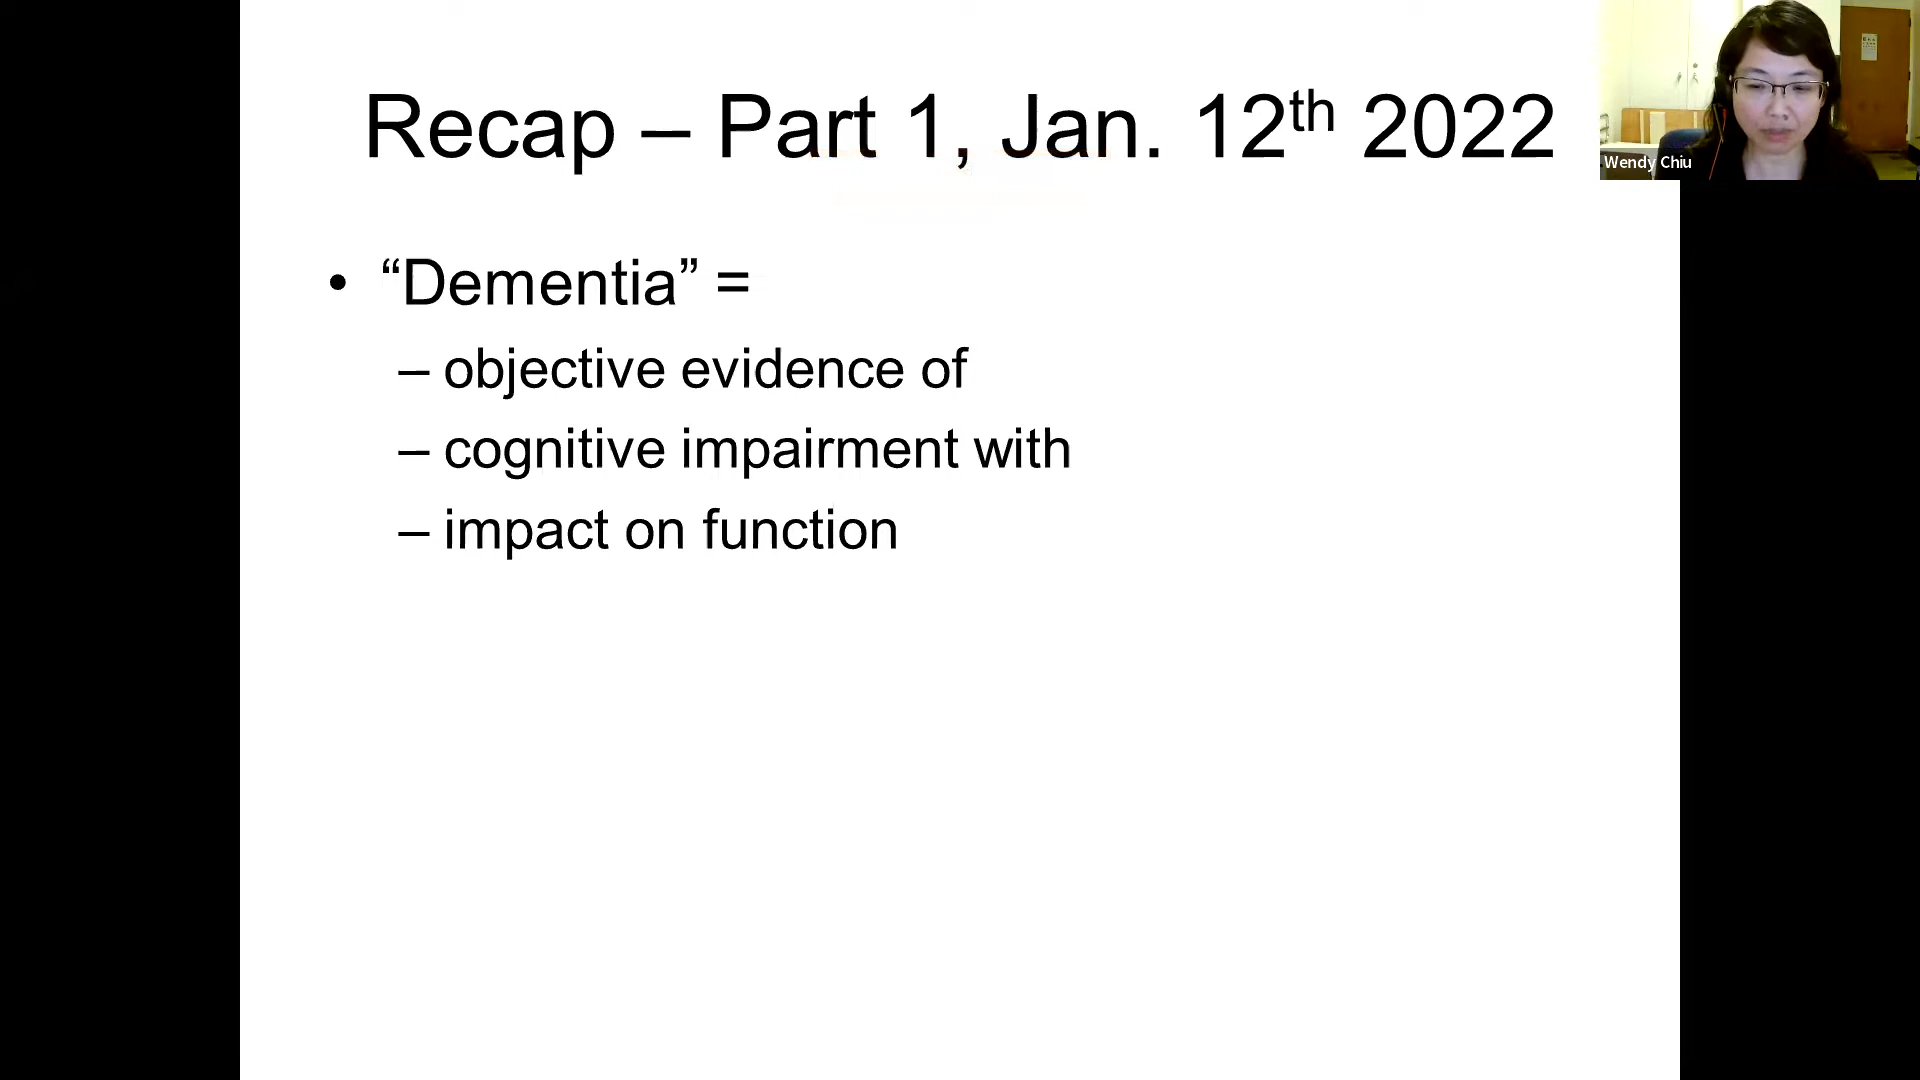 Recap – Part 1, Jan. 12th 2022
Wendy Chiu
• “Dementia” =
– objective evidence of
– cognitive impairment with
– impact on function